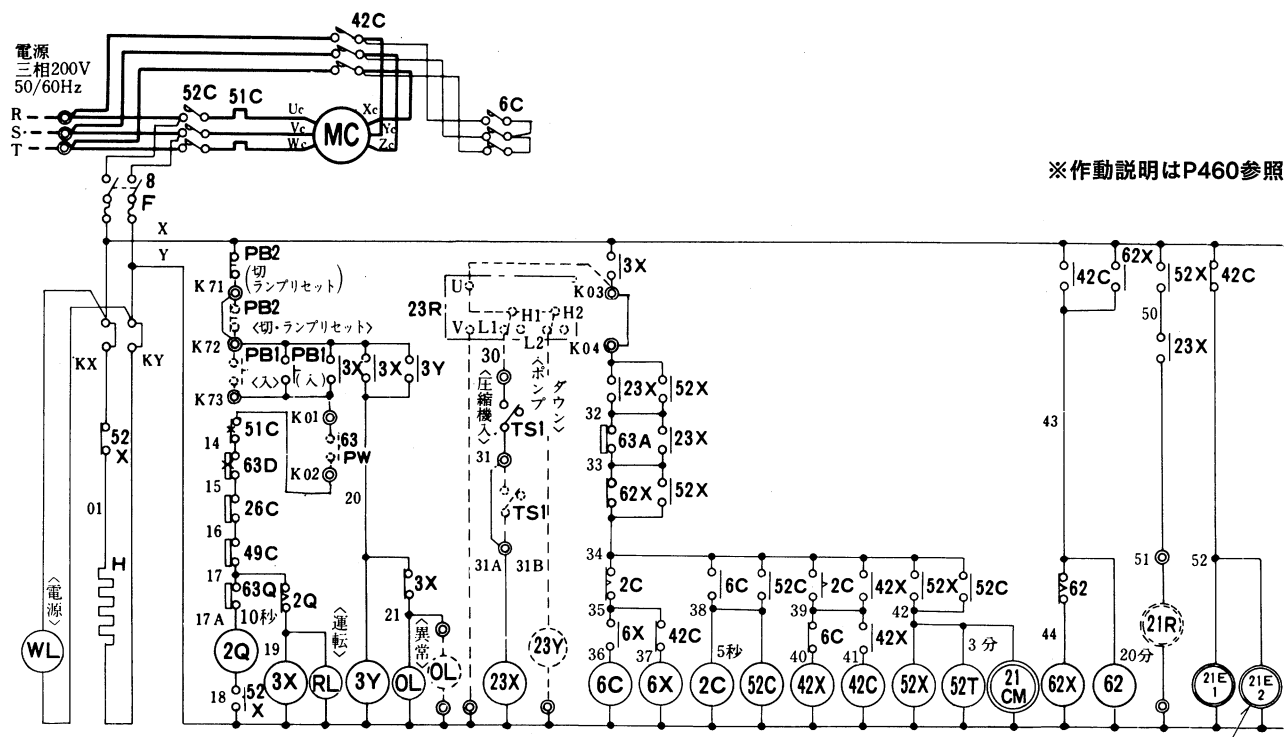 電源
三相200V
50/60Hz
R
S
T
52C
51C
Uc
Vc
Wc
MC
Xc
Yc
Zc
42C
6C
※作動説明はP460参照
8
F
X
Y
KX
KY
52
X
01
H
〈電源〉
WL
PB2
(切
ランプリセット)
K71
PB2
〈切・ランプリセット〉
K72
PB1
〈入〉
PB1
(入)
3X
3X
3Y
K73
K01
63
PW
K02
51C
14
63D
15
26C
16
49C
17
63Q
2Q
17A
10秒
2Q
18
52
X
19
3X
〈運転〉
RL
20
3Y
3X
21
〈異常〉
OL
OL
23R
U
V
L1
H1
H2
L2
30
〈圧縮機入〉
〈ポンプ
ダウン〉
TS1
31
TS1
31A
31B
23X
23Y
3X
K03
K04
23X
52X
32
63A
23X
33
62X
52X
34
2C
6C
52C
2C
42X
52X
52C
35
38
39
42
6X
42C
6C
42X
36
37
40
41
5秒
3分
6C
6X
2C
52C
42X
42C
52X
52T
21
CM
42C
62X
43
62
44
62X
62
52X
50
23X
51
21R
20分
42C
52
21E
1
21E
2